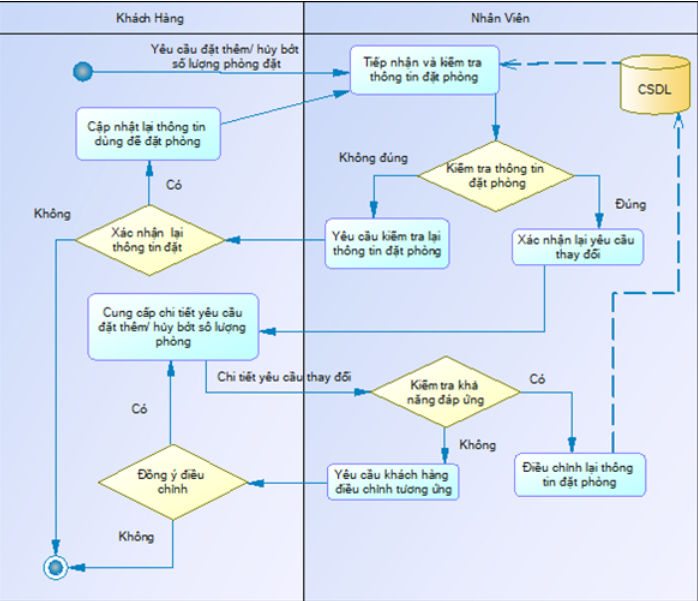 Khách Hàng
Nhân Viên
Yêu cầu đặt thêm/ hủy bớt
số lượng phòng đặt
Tiếp nhận và kiểm tra
thông tin đặt phòng
CSDL
Cập nhật lại thông tin
dùng để đặt phòng
Không đúng
Kiểm tra thông tin
đặt phòng
Có
Đúng
Không
Xác nhận lại
thông tin đặt
Yêu cầu kiểm tra lại
thông tin đặt phòng
Xác nhận lại yêu cầu
thay đổi
Cung cấp chi tiết yêu cầu
đặt thêm/ hủy bớt số lượng
phòng
Chi tiết yêu cầu thay đổi
Kiểm tra khả
năng đáp ứng
Có
Có
Không
Đồng ý điều
chỉnh
Yêu cầu khách hàng
điều chỉnh tương ứng
Điều chỉnh lại thông
tin đặt phòng
Không